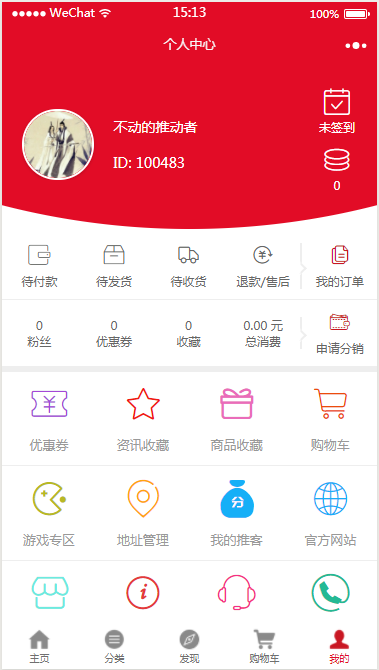 WeChat 15:13 100%
个人中心
未签到
不动的推动者
ID: 100483
0
待付款 待发货 待收货 退款/售后 我的订单
0 0 0 0.00 元
粉丝 优惠券 收藏 总消费 申请分销
优惠券 资讯收藏 商品收藏 购物车
分
游戏专区 地址管理 我的推客 官方网站
主页 分类 发现 购物车 我的